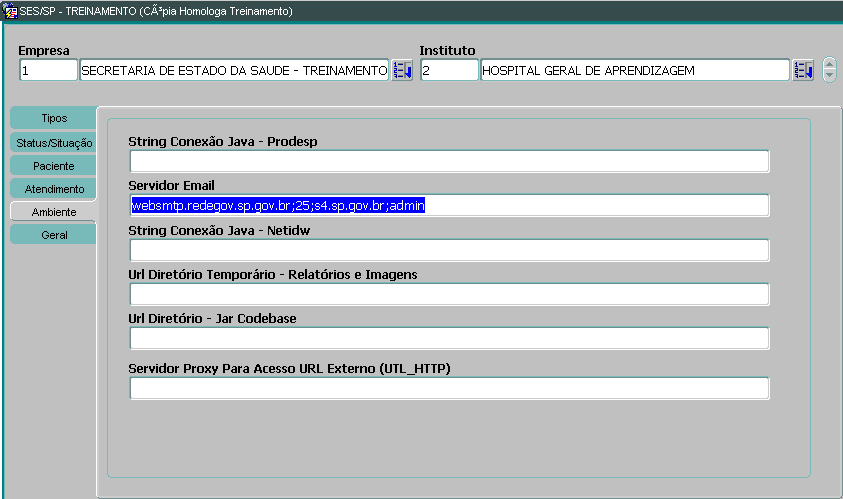 SES/SP - TREINAMENTO (CÃ³pia Homologa Treinamento)
Empresa Instituto
1 SECRETARIA DE ESTADO DA SAUDE - TREINAMENTO 2 HOSPITAL GERAL DE APRENDIZAGEM
Tipos
Status/Situação
Paciente
Atendimento
Ambiente
Geral
String Conexão Java - Prodesp
Servidor Email
websmtp.redegov.sp.gov.br;25;s4.sp.gov.br;admin
String Conexão Java - Netidw
Url Diretório Temporário - Relatórios e Imagens
Url Diretório - Jar Codebase
Servidor Proxy Para Acesso URL Externo (UTL_HTTP)